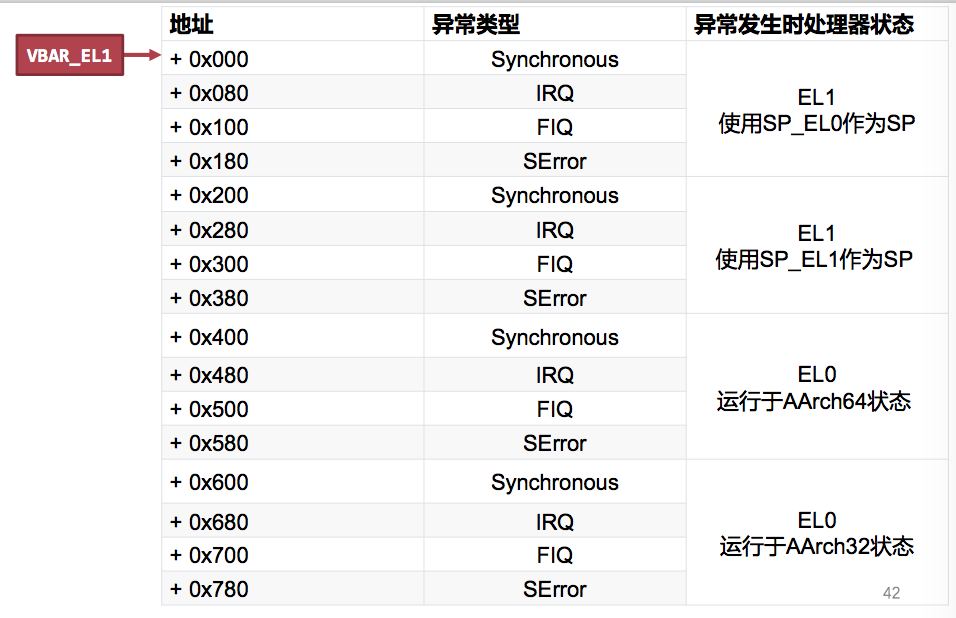 地址 异常类型 异常发生时处理器状态
VBAR_EL1
+ 0x000 Synchronous
+ 0x080 IRQ
+ 0x100 FIQ
+ 0x180 SError
EL1
使用SP_EL0作为SP
+ 0x200 Synchronous
+ 0x280 IRQ
+ 0x300 FIQ
+ 0x380 SError
EL1
使用SP_EL1作为SP
+ 0x400 Synchronous
+ 0x480 IRQ
+ 0x500 FIQ
+ 0x580 SError
EL0
运行于AArch64状态
+ 0x600 Synchronous
+ 0x680 IRQ
+ 0x700 FIQ
+ 0x780 SError
EL0
运行于AArch32状态
42